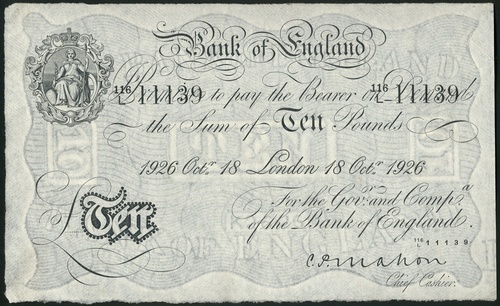 Bank of England
116/L 11139 to pay the Bearer on 116/L 11139
the Sum of Ten Pounds
1926 Octr. 18 London 18 Octr. 1926
For the Govr. and Compa.
of the Bank of England.
£Ten
116/L 11139
C.P. Mahon
Chief Cashier.